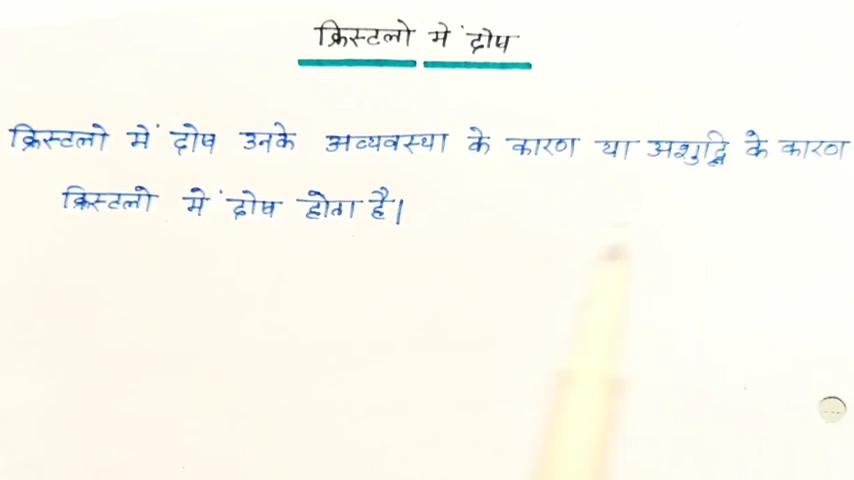 क्रिस्टलो में दोष
क्रिस्टलो में दोष उनके अव्यवस्था के कारण या अशुद्धि के कारण
क्रिस्टलो में दोष होता है।